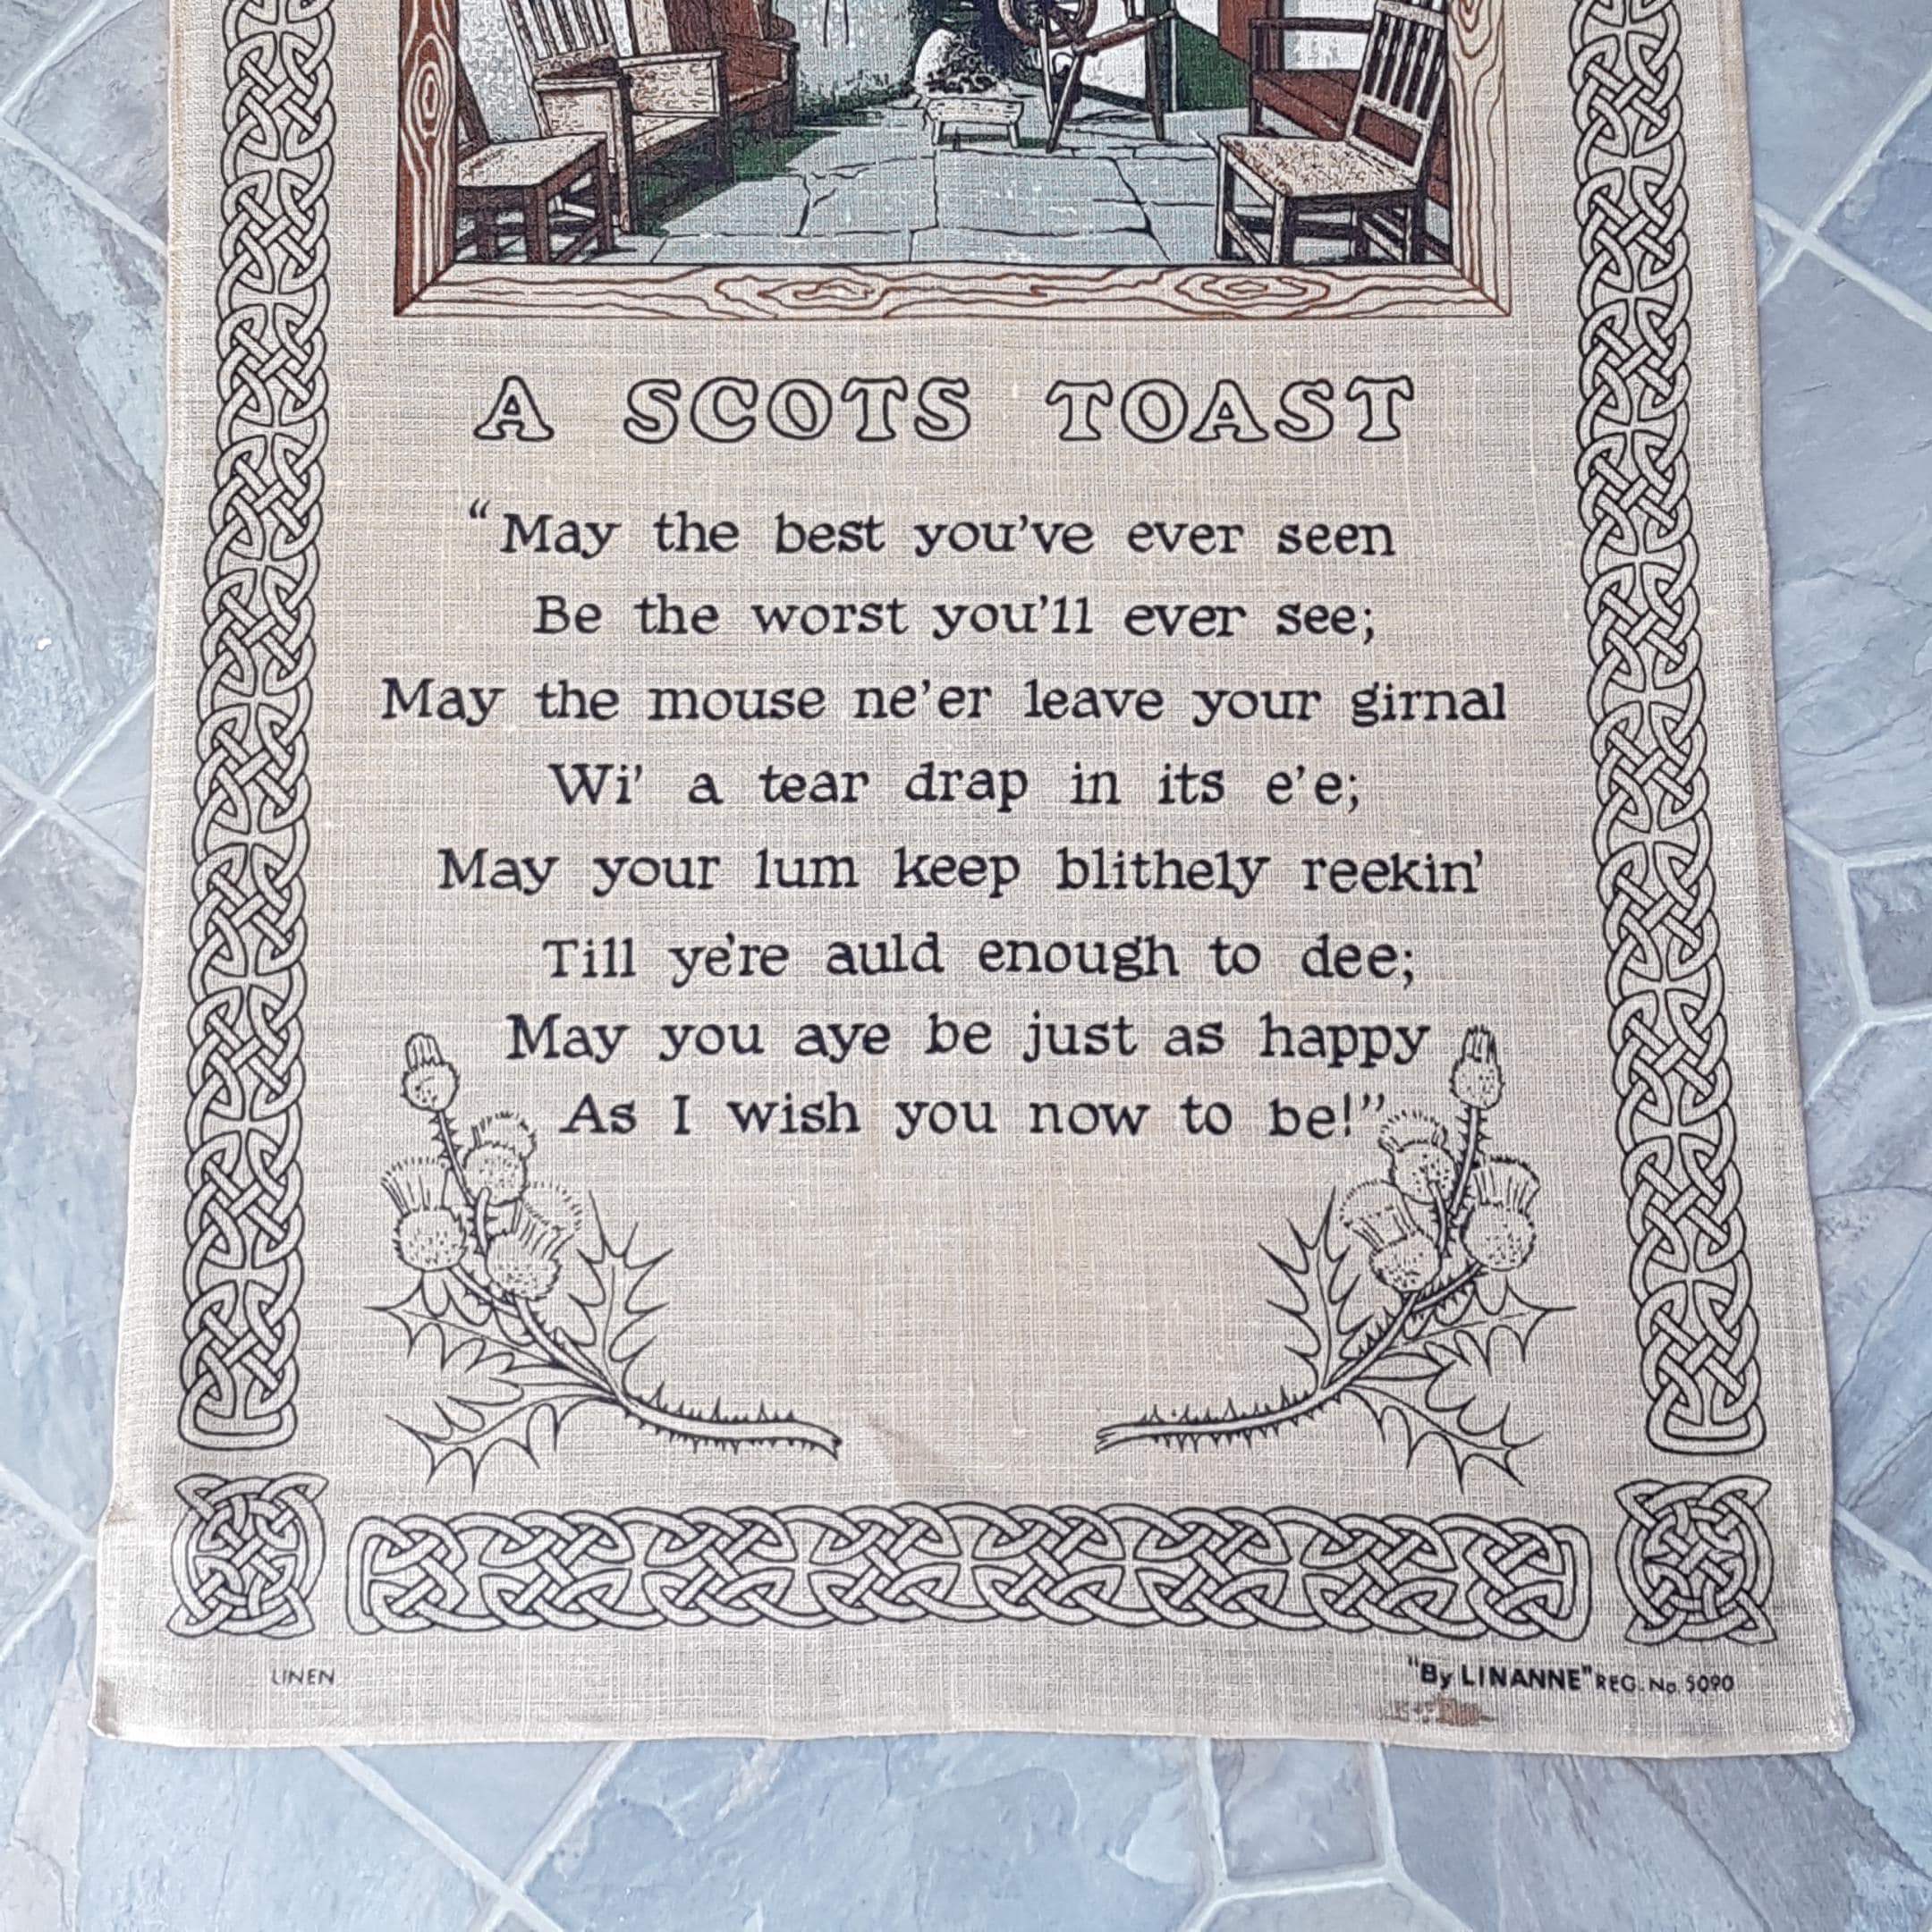 A SCOTS TOAST
“May the best you’ve ever seen
Be the worst you’ll ever see;
May the mouse ne’er leave your girnal
Wi’ a tear drap in its e’e;
May your lum keep blithely reekin’
Till ye’re auld enough to dee;
May you aye be just as happy
As I wish you now to be!”
LINEN
"By LINANNE" REG. No. 5090